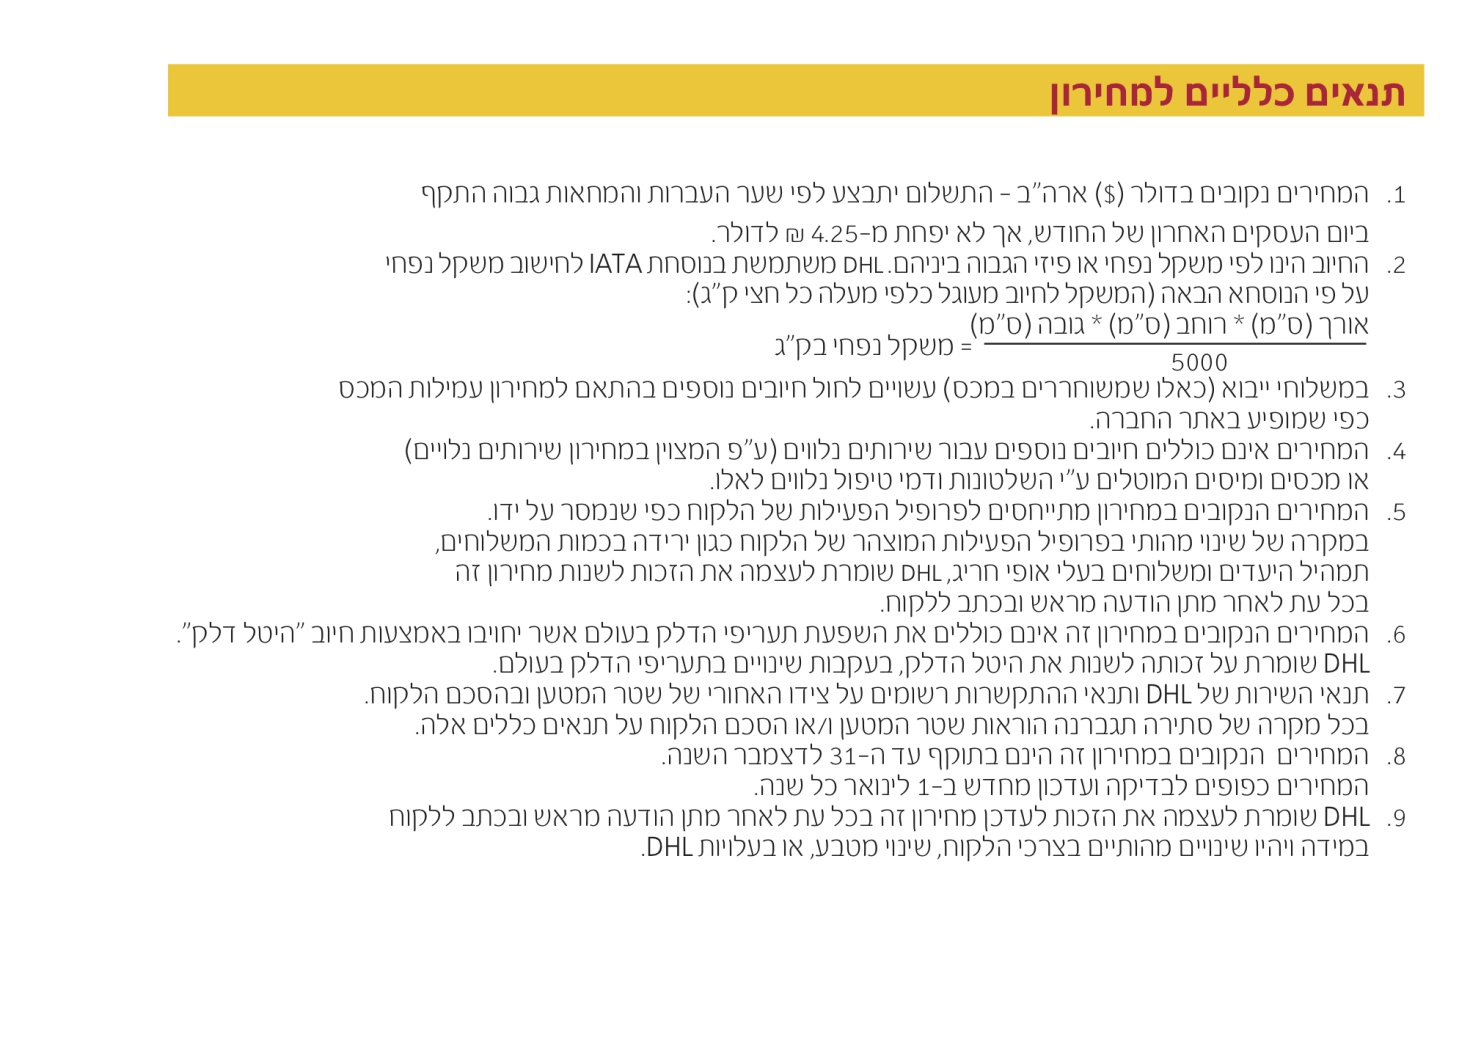 תנאים כלליים למחירון
1. המחירים נקובים בדולר ($) ארה"ב - התשלום יתבצע לפי שער העברות והמחאות גבוה התקף
ביום העסקים האחרון של החודש, אך לא יפחת מ-4.25 ₪ לדולר.
2. החיוב הינו לפי משקל נפחי או פיזי הגבוה ביניהם. DHL משתמשת בנוסחת IATA לחישוב משקל נפחי
על פי הנוסחא הבאה (המשקל לחיוב מעוגל כלפי מעלה כל חצי ק"ג):
אורך (ס"מ) * רוחב (ס"מ) * גובה (ס"מ)
= משקל נפחי בק"ג
5000
3. במשלוחי ייבוא (כאלו שמשוחררים במכס) עשויים לחול חיובים נוספים בהתאם למחירון עמילות המכס
כפי שמופיע באתר החברה.
4. המחירים אינם כוללים חיובים נוספים עבור שירותים נלווים (ע"פ המצוין במחירון שירותים נלויים)
או מכסים ומיסים המוטלים ע"י השלטונות ודמי טיפול נלווים לאלו.
5. המחירים הנקובים במחירון מתייחסים לפרופיל הפעילות של הלקוח כפי שנמסר על ידו.
במקרה של שינוי מהותי בפרופיל הפעילות המוצהר של הלקוח כגון ירידה בכמות המשלוחים,
תמהיל היעדים ומשלוחים בעלי אופי חריג, DHL שומרת לעצמה את הזכות לשנות מחירון זה
בכל עת לאחר מתן הודעה מראש ובכתב ללקוח.
6. המחירים הנקובים במחירון זה אינם כוללים את השפעת תעריפי הדלק בעולם אשר יחויבו באמצעות חיוב "היטל דלק".
DHL שומרת על זכותה לשנות את היטל הדלק, בעקבות שינויים בתעריפי הדלק בעולם.
7. תנאי השירות של DHL ותנאי ההתקשרות רשומים על צידו האחורי של שטר המטען ובהסכם הלקוח.
בכל מקרה של סתירה תגברנה הוראות שטר המטען ו/או הסכם הלקוח על תנאים כללים אלה.
8. המחירים הנקובים במחירון זה הינם בתוקף עד ה-31 לדצמבר השנה.
המחירים כפופים לבדיקה ועדכון מחדש ב-1 לינואר כל שנה.
9. DHL שומרת לעצמה את הזכות לעדכן מחירון זה בכל עת לאחר מתן הודעה מראש ובכתב ללקוח
במידה ויהיו שינויים מהותיים בצרכי הלקוח, שינוי מטבע, או בעלויות DHL.